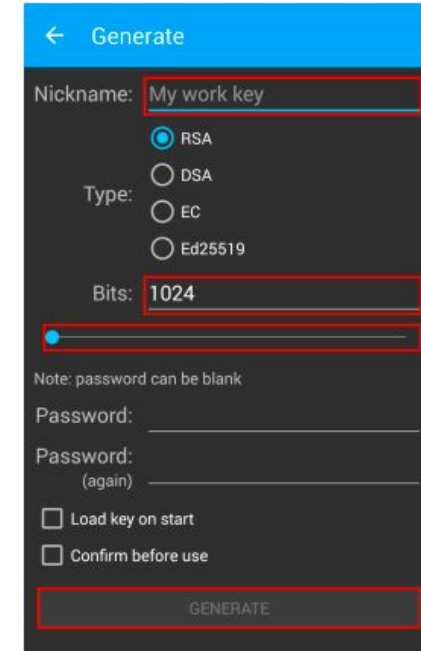 Generate
Nickname: My work key
RSA
DSA
Type:
EC
Ed25519
Bits: 1024
Note: password can be blank
Password:
Password:
(again)
Load key on start
Confirm before use
GENERATE